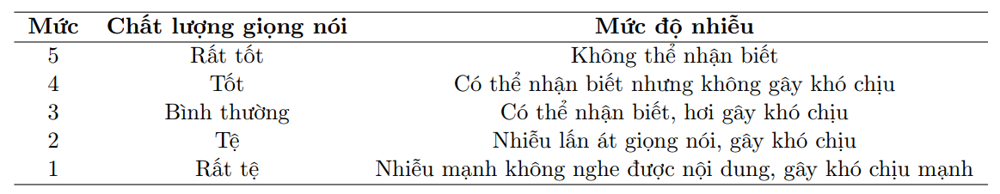 Mức Chất lượng giọng nói Mức độ nhiễu
5 Rất tốt Không thể nhận biết
4 Tốt Có thể nhận biết nhưng không gây khó chịu
3 Bình thường Có thể nhận biết, hơi gây khó chịu
2 Tệ Nhiễu lấn át giọng nói, gây khó chịu
1 Rất tệ Nhiễu mạnh không nghe được nội dung, gây khó chịu mạnh